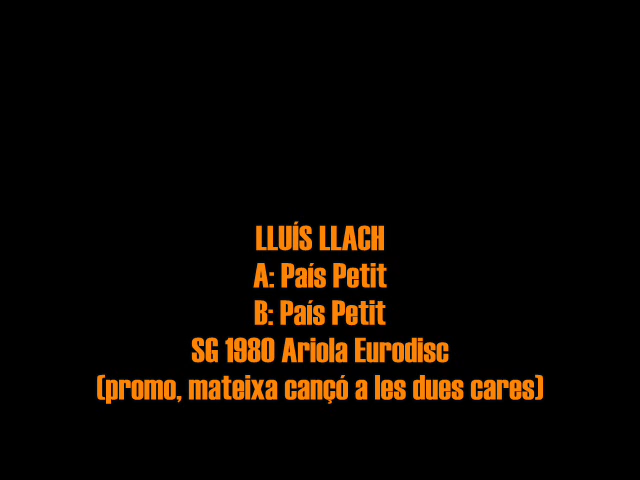 LLUÍS LLACH
A: País Petit
B: País Petit
SG 1980 Ariola Eurodisc
(promo, mateixa cançó a les dues cares)